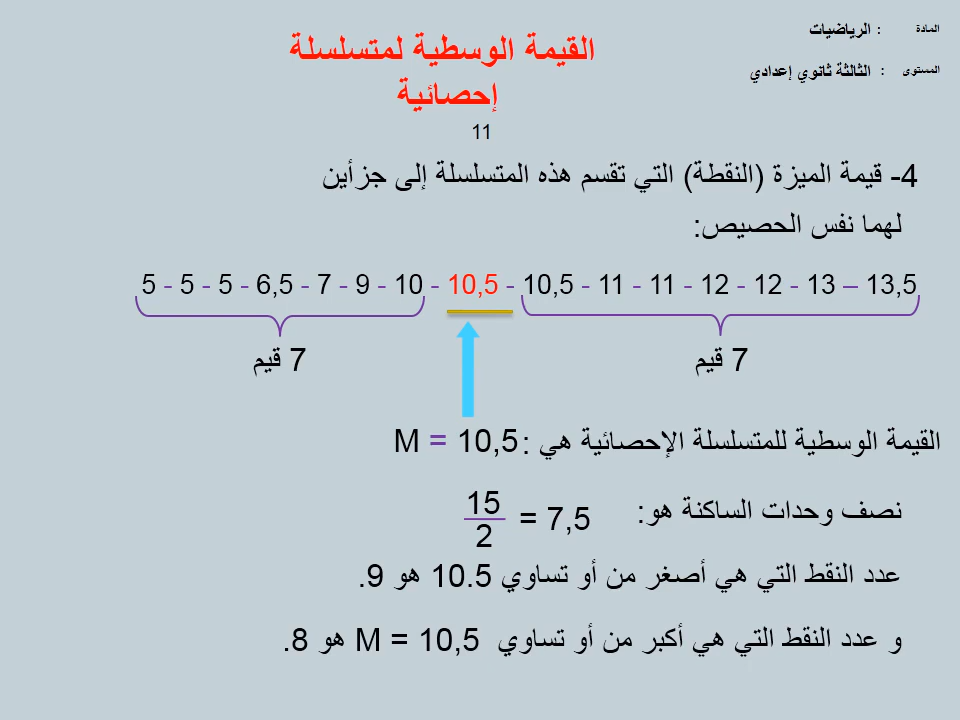 المادة : الرياضيات
المستوى : الثالثة ثانوي إعدادي
القيمة الوسطية لمتسلسلة
إحصائية
11
4- قيمة الميزة (النقطة) التي تقسم هذه المتسلسلة إلى جزأين
لهما نفس الحصيص:
5 - 5 - 5 - 6,5 - 7 - 9 - 10 - 10,5 - 10,5 - 11 - 11 - 12 - 12 - 13 – 13,5
7 قيم
7 قيم
القيمة الوسطية للمتسلسلة الإحصائية هي : M = 10,5
نصف وحدات الساكنة هو: 15/2 = 7,5
عدد النقط التي هي أصغر من أو تساوي 10.5 هو 9.
و عدد النقط التي هي أكبر من أو تساوي M = 10,5 هو 8.